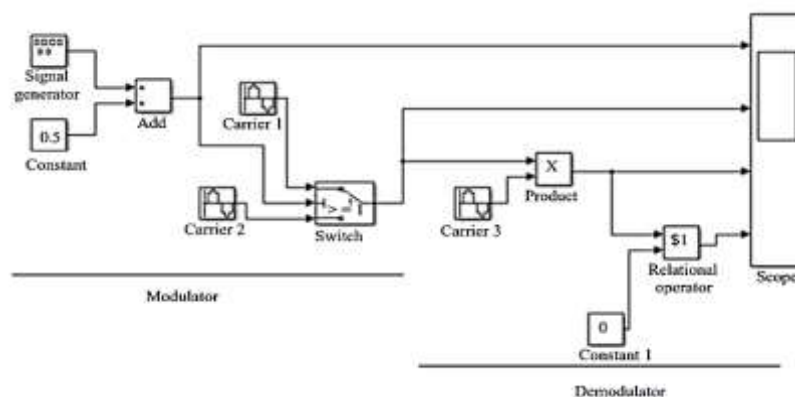 Signal
generator
0.5
Constant
Add
Carrier 1
Carrier 2
Switch
Modulator
X
Product
Carrier 3
$1
Relational
operator
0
Constant 1
Scope
Demodulator